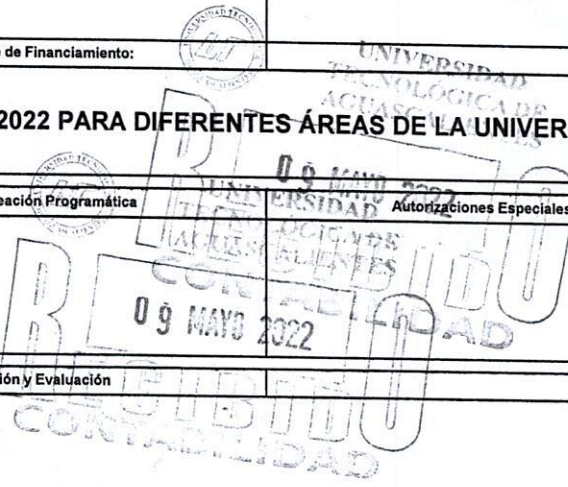 de Financiamiento:
UNIVERSIDAD
TECNOLÓGICA DE
AGUASCALIENTES
2022 PARA DIFERENTES ÁREAS DE LA UNIVER
09 MAYO 2022
eación Programática
Autorizaciones Especiales
UNIVERSIDAD
TECNOLOGICA DE
AGUASCALIENTES
RECIBIDO
CONTABILIDAD
09 MAYO 2022
ión y Evaluación
RECIBIDO
CONTABILIDAD